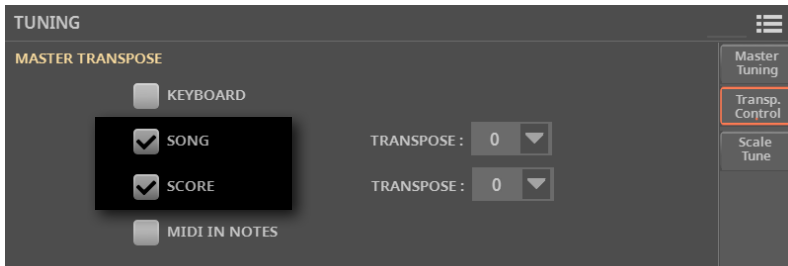 TUNING
MASTER TRANSPOSE
KEYBOARD
SONG TRANSPOSE : 0
SCORE TRANSPOSE : 0
MIDI IN NOTES
Master
Tuning
Transp.
Control
Scale
Tune